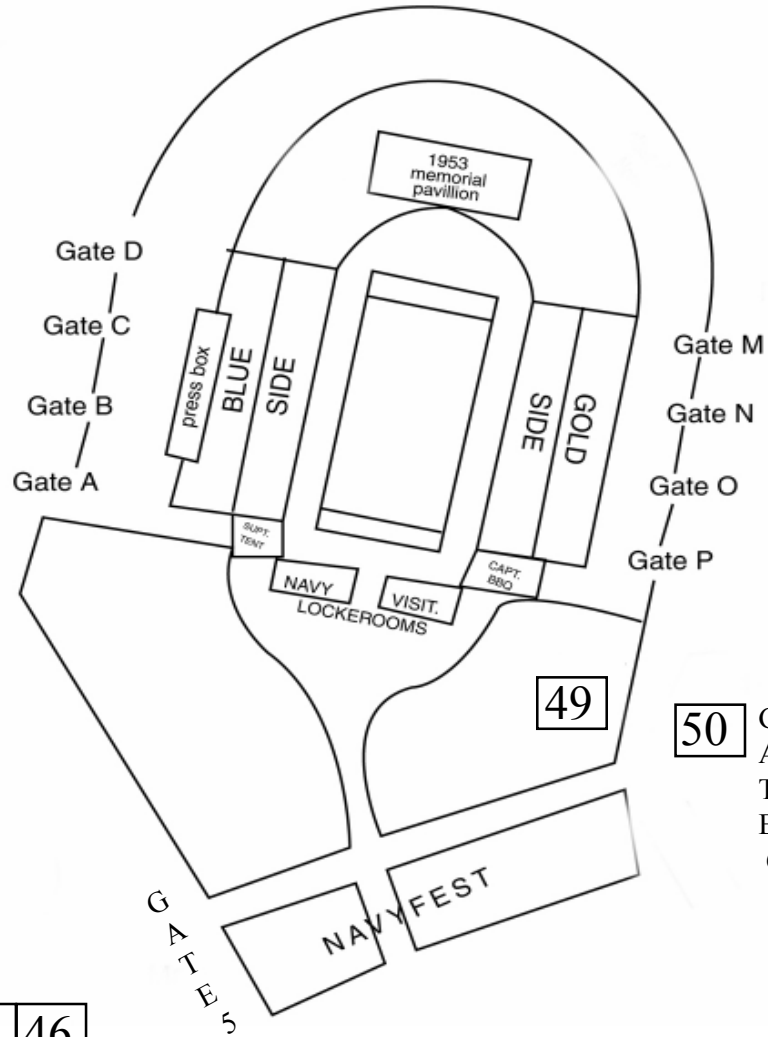 1953
memorial
pavillion
Gate D
Gate C
Gate B
Gate A
press box
BLUE
SIDE
SIDE
GOLD
Gate M
Gate N
Gate O
Gate P
SUPT.
TENT
CAPT.
BBQ
NAVY
VISIT.
LOCKEROOMS
49
50
NAVYFEST
GATE 5
46